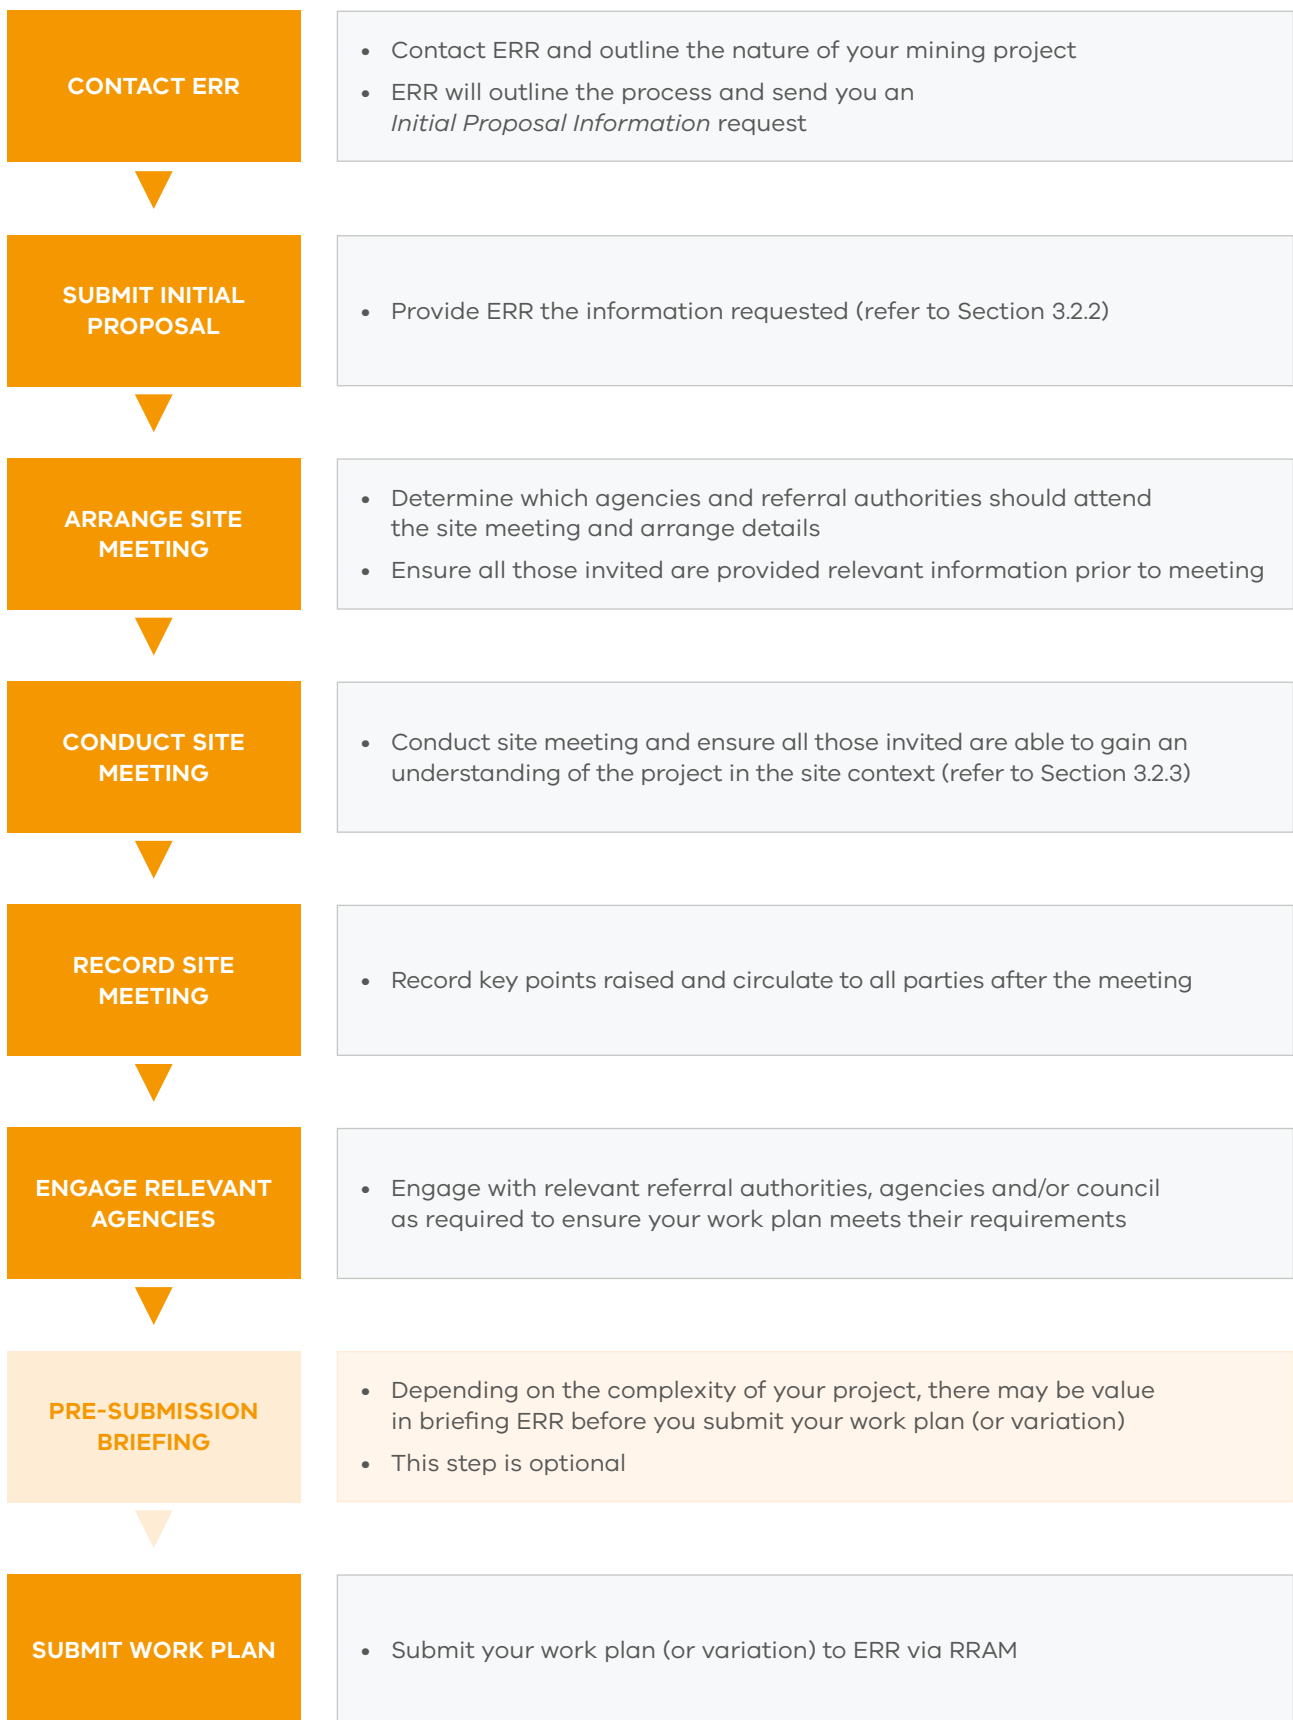 CONTACT ERR
• Contact ERR and outline the nature of your mining project
• ERR will outline the process and send you an
Initial Proposal Information request
SUBMIT INITIAL
PROPOSAL
• Provide ERR the information requested (refer to Section 3.2.2)
ARRANGE SITE
MEETING
• Determine which agencies and referral authorities should attend
the site meeting and arrange details
• Ensure all those invited are provided relevant information prior to meeting
CONDUCT SITE
MEETING
• Conduct site meeting and ensure all those invited are able to gain an
understanding of the project in the site context (refer to Section 3.2.3)
RECORD SITE
MEETING
• Record key points raised and circulate to all parties after the meeting
ENGAGE RELEVANT
AGENCIES
• Engage with relevant referral authorities, agencies and/or council
as required to ensure your work plan meets their requirements
PRE-SUBMISSION
BRIEFING
• Depending on the complexity of your project, there may be value
in briefing ERR before you submit your work plan (or variation)
• This step is optional
SUBMIT WORK PLAN
• Submit your work plan (or variation) to ERR via RRAM